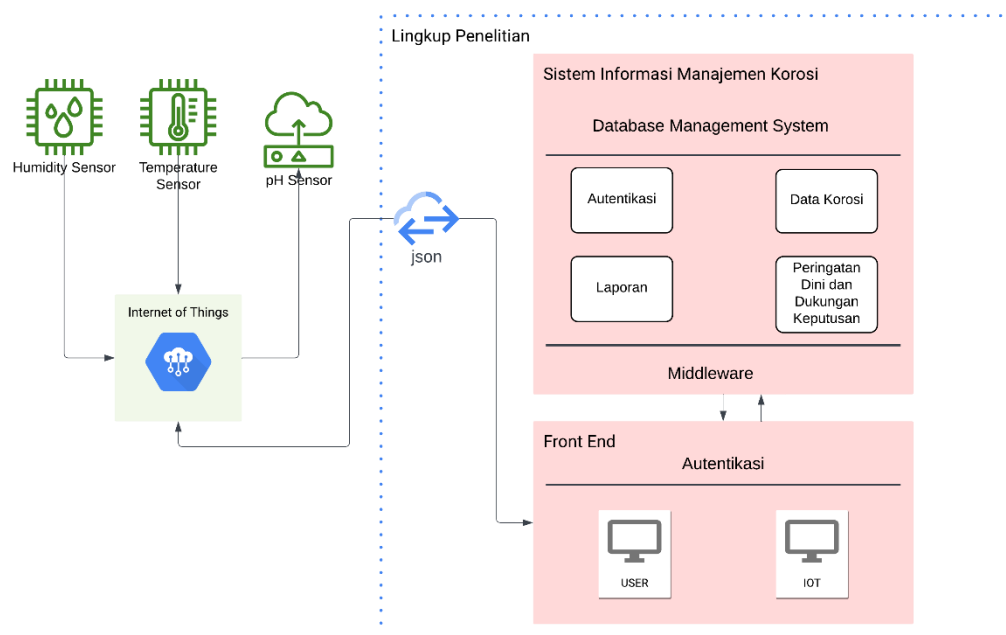 Lingkup Penelitian
Sistem Informasi Manajemen Korosi
Database Management System
Humidity Sensor
Temperature
Sensor
pH Sensor
Autentikasi
Data Korosi
json
Laporan
Peringatan
Dini dan
Dukungan
Keputusan
Internet of Things
Middleware
Front End
Autentikasi
USER
IOT